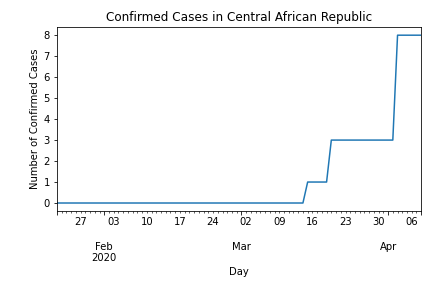 Confirmed Cases in Central African Republic
Number of Confirmed Cases
8
7
6
5
4
3
2
1
0
27 03 10 17 24 02 09 16 23 30 06
Feb Mar Apr
2020
Day